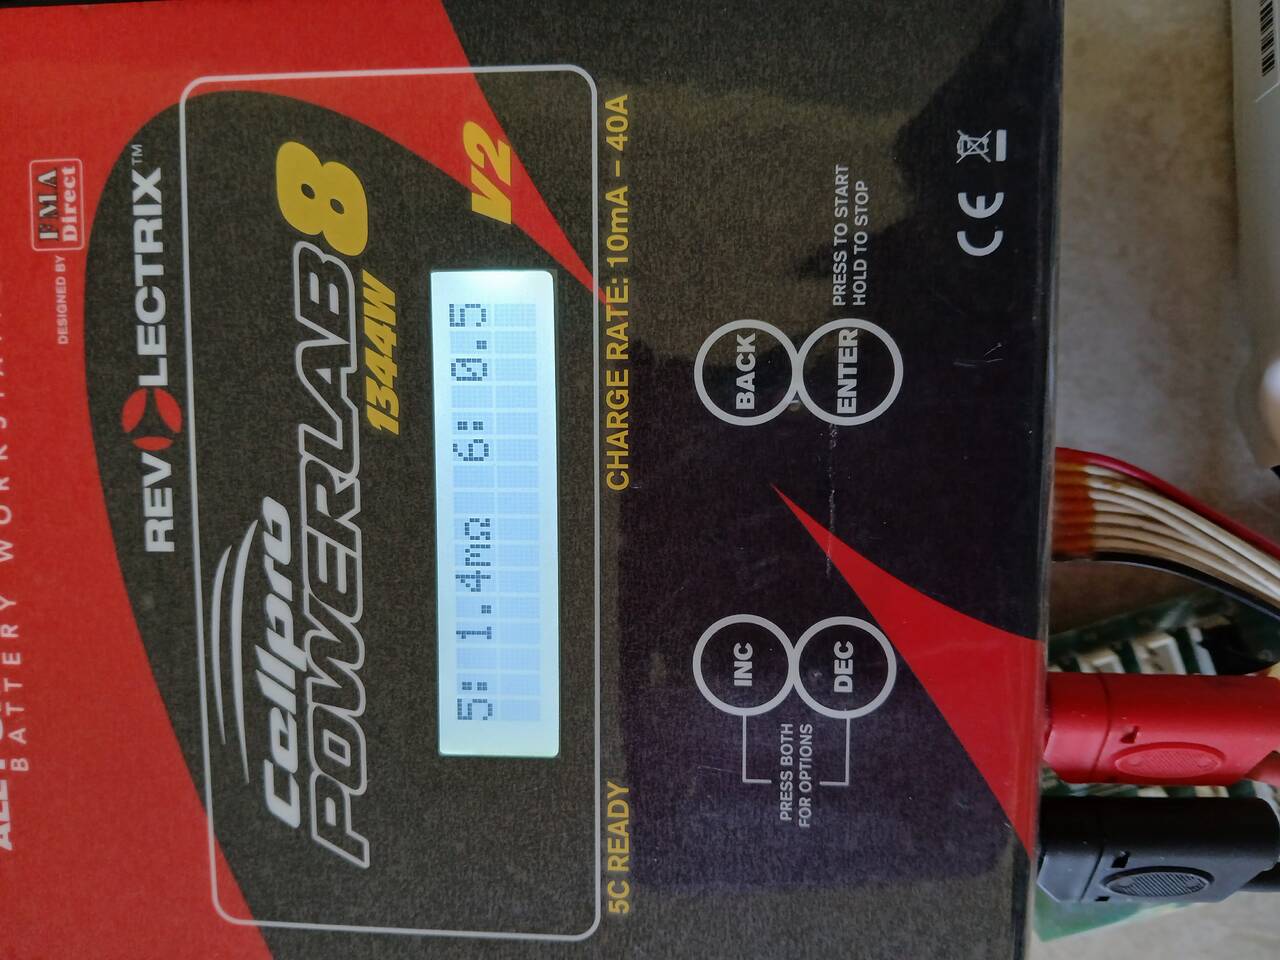 BATTERY WORKSTA
DESIGNED BY FMA Direct
REVOLECTRIX™
Cellpro
POWERLAB 8
1344W
V2
5: 1.4mΩ 6: 0.5
5C READY CHARGE RATE: 10mA – 40A
INC BACK
DEC ENTER
PRESS BOTH
FOR OPTIONS
PRESS TO START
HOLD TO STOP
CE